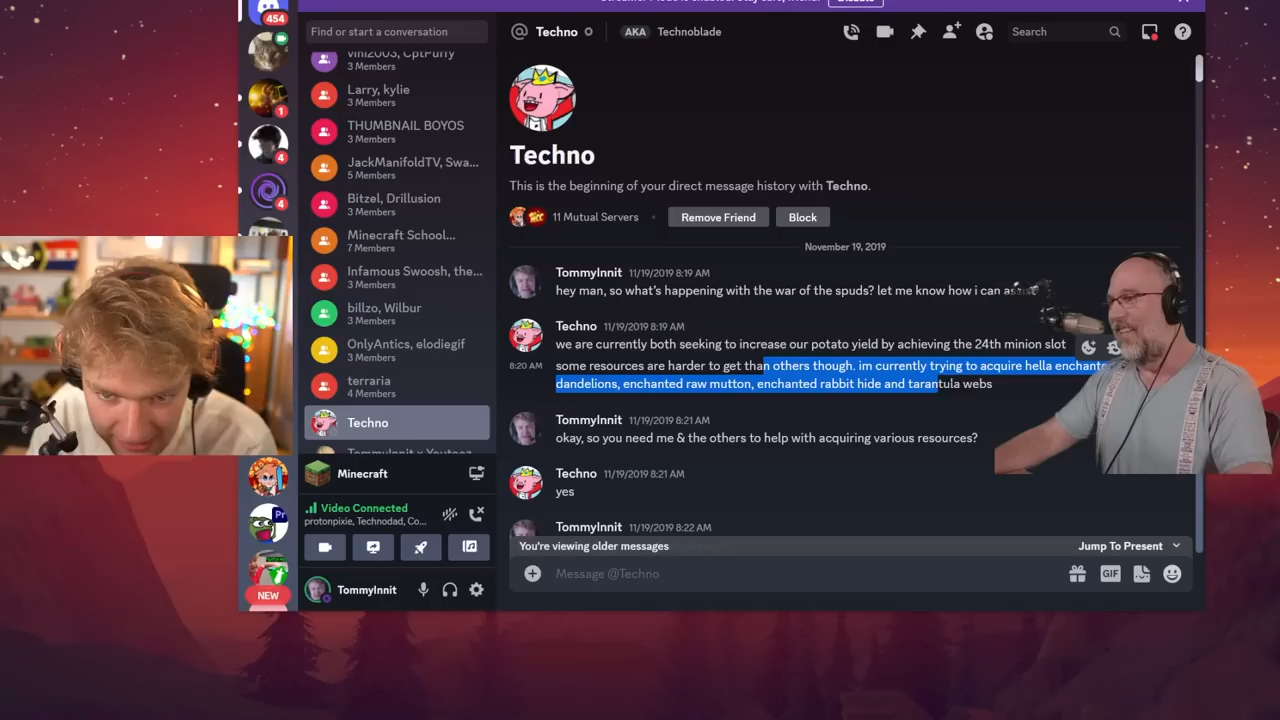 454
Find or start a conversation
Techno
AKA
Technoblade
Search
3 Members
Larry, kylie
3 Members
1
THUMBNAIL BOYOS
3 Members
4
JackManifoldTV, Swa...
5 Members
Bitzel, Drillusion
3 Members
4
Minecraft School...
7 Members
Infamous Swoosh, the...
3 Members
billzo, Wilbur
3 Members
OnlyAntics, elodiegif
3 Members
terraria
4 Members
Techno
Minecraft
Video Connected
protonpixie, Technodad, Co...
Pr
NEW
TommyInnit
Techno
This is the beginning of your direct message history with Techno.
11 Mutual Servers
Remove Friend
Block
November 19, 2019
TommyInnit 11/19/2019 8:19 AM
hey man, so what's happening with the war of the spuds? let me know how i can
Techno 11/19/2019 8:19 AM
we are currently both seeking to increase our potato yield by achieving the 24th minion slot
8:20 AM some resources are harder to get than others though. im currently trying to acquire hella enchante
dandelions, enchanted raw mutton, enchanted rabbit hide and tarantula webs
TommyInnit 11/19/2019 8:21 AM
okay, so you need me & the others to help with acquiring various resources?
Techno 11/19/2019 8:21 AM
yes
TommyInnit 11/19/2019 8:22 AM
You're viewing older messages
Jump To Present
Message @Techno
GIF